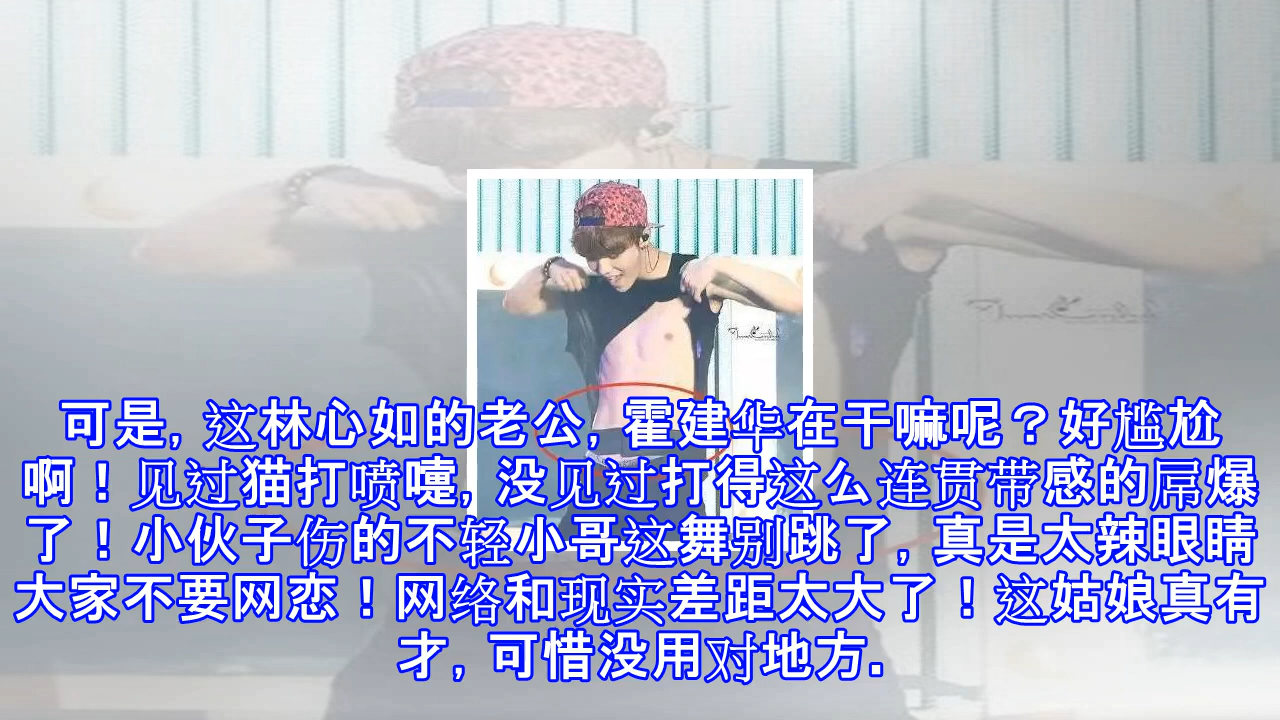 可是, 这林心如的老公, 霍建华在干嘛呢？好尴尬
啊！见过猫打喷嚏, 没见过打得这么连贯带感的屌爆
了！小伙子伤的不轻小哥这舞别跳了, 真是太辣眼睛
大家不要网恋！网络和现实差距太大了！这姑娘真有
才, 可惜没用对地方.